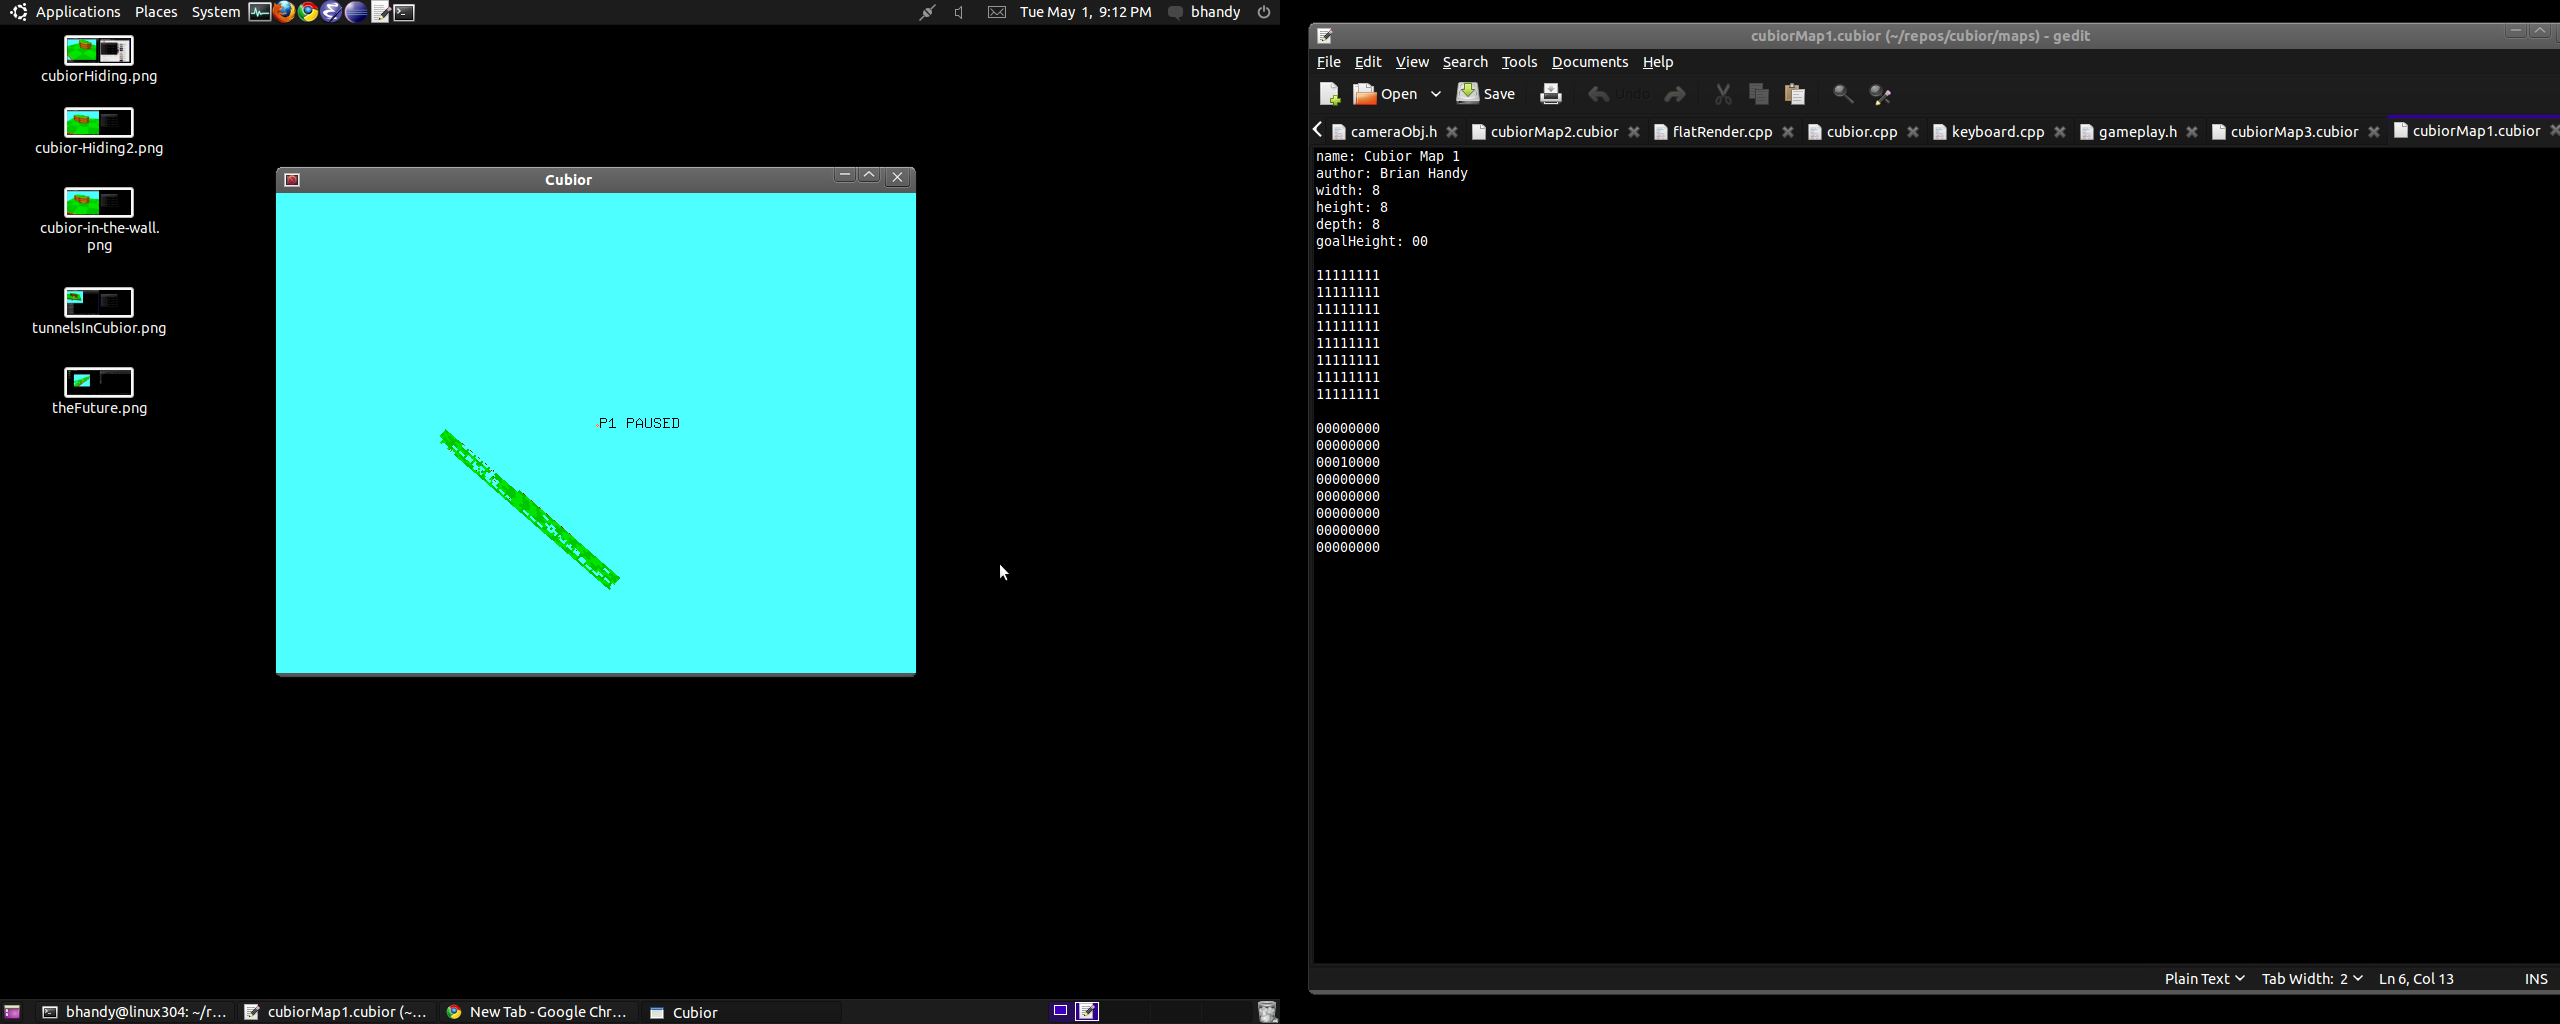 Applications Places System
Tue May 1, 9:12 PM bhandy
cubiorHiding.png
cubior-Hiding2.png
cubior-in-the-wall.
png
tunnelsInCubior.png
theFuture.png
Cubior
P1 PAUSED
bhandy@linux304: ~/r...
cubiorMap1.cubior (~...
New Tab - Google Chr...
Cubior
cubiorMap1.cubior (~/repos/cubior/maps) - gedit
File Edit View Search Tools Documents Help
Open Save Undo
cameraObj.h cubiorMap2.cubior flatRender.cpp cubior.cpp keyboard.cpp gameplay.h cubiorMap3.cubior cubiorMap1.cubior
name: Cubior Map 1
author: Brian Handy
width: 8
height: 8
depth: 8
goalHeight: 00
11111111
11111111
11111111
11111111
11111111
11111111
11111111
11111111
00000000
00000000
00010000
00000000
00000000
00000000
00000000
00000000
Plain Text Tab Width: 2 Ln 6, Col 13 INS